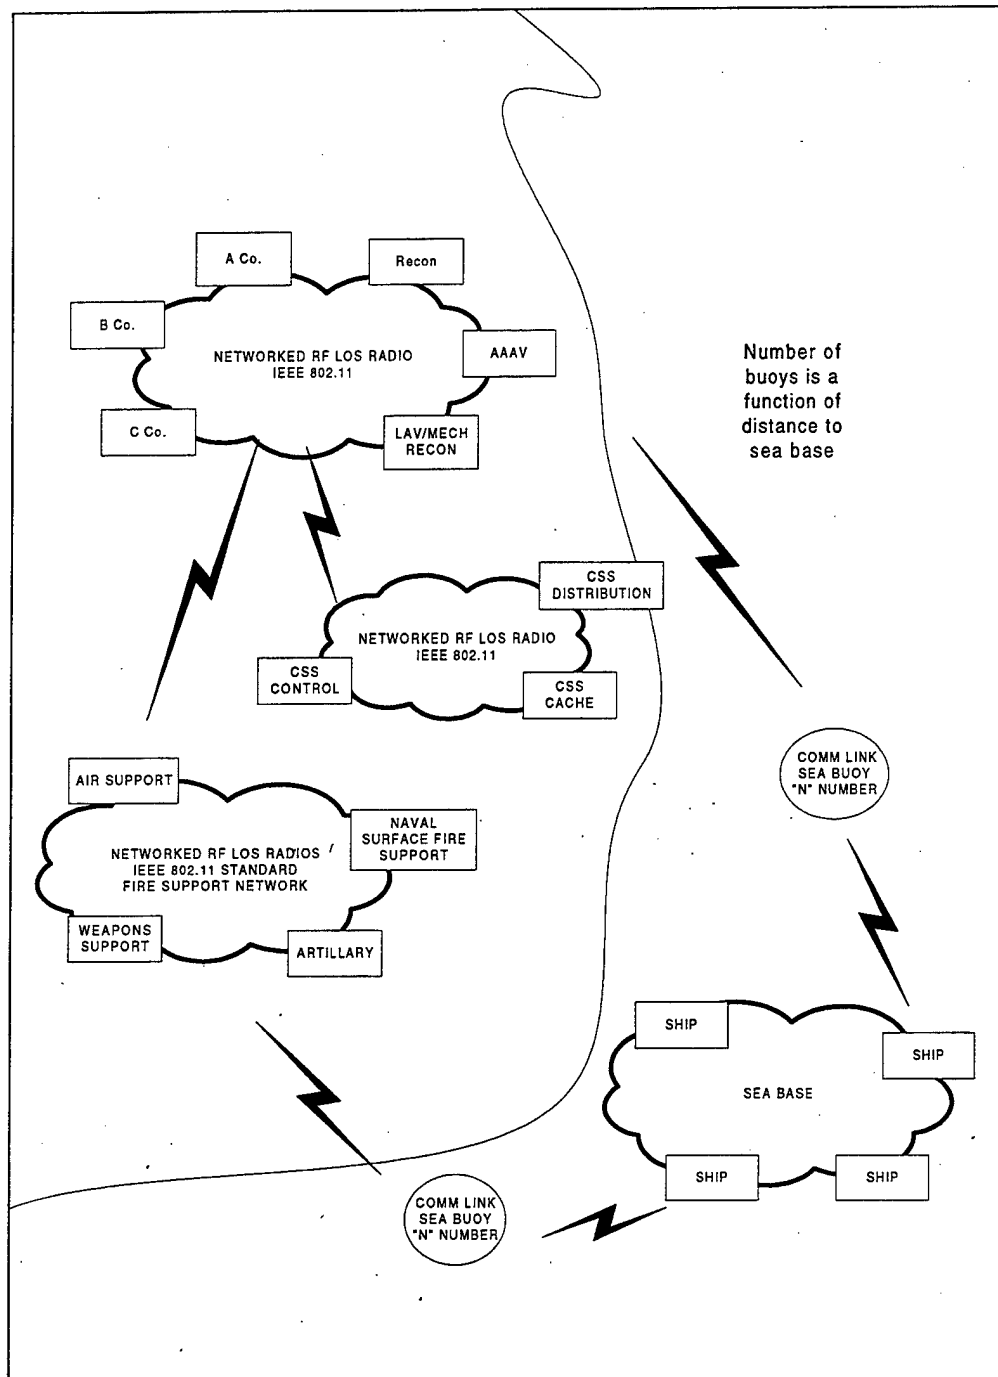 A Co.
Recon
B Co.
NETWORKED RF LOS RADIO
IEEE 802.11
AAAV
C Co.
LAV/MECH
RECON
Number of
buoys is a
function of
distance to
sea base
CSS
DISTRIBUTION
NETWORKED RF LOS RADIO
IEEE 802.11
CSS
CONTROL
CSS
CACHE
AIR SUPPORT
COMM LINK
SEA BUOY
"N" NUMBER
NAVAL
SURFACE FIRE
SUPPORT
NETWORKED RF LOS RADIOS
IEEE 802.11 STANDARD
FIRE SUPPORT NETWORK
WEAPONS
SUPPORT
ARTILLARY
SHIP
SHIP
SEA BASE
SHIP
SHIP
COMM LINK
SEA BUOY
"N" NUMBER